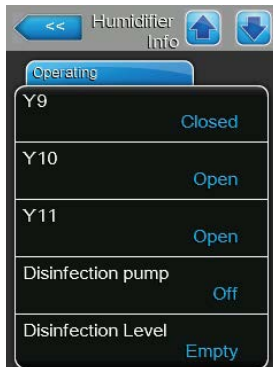 << Humidifier
Info
Operating
Y9
Closed
Y10
Open
Y11
Open
Disinfection pump
Off
Disinfection Level
Empty